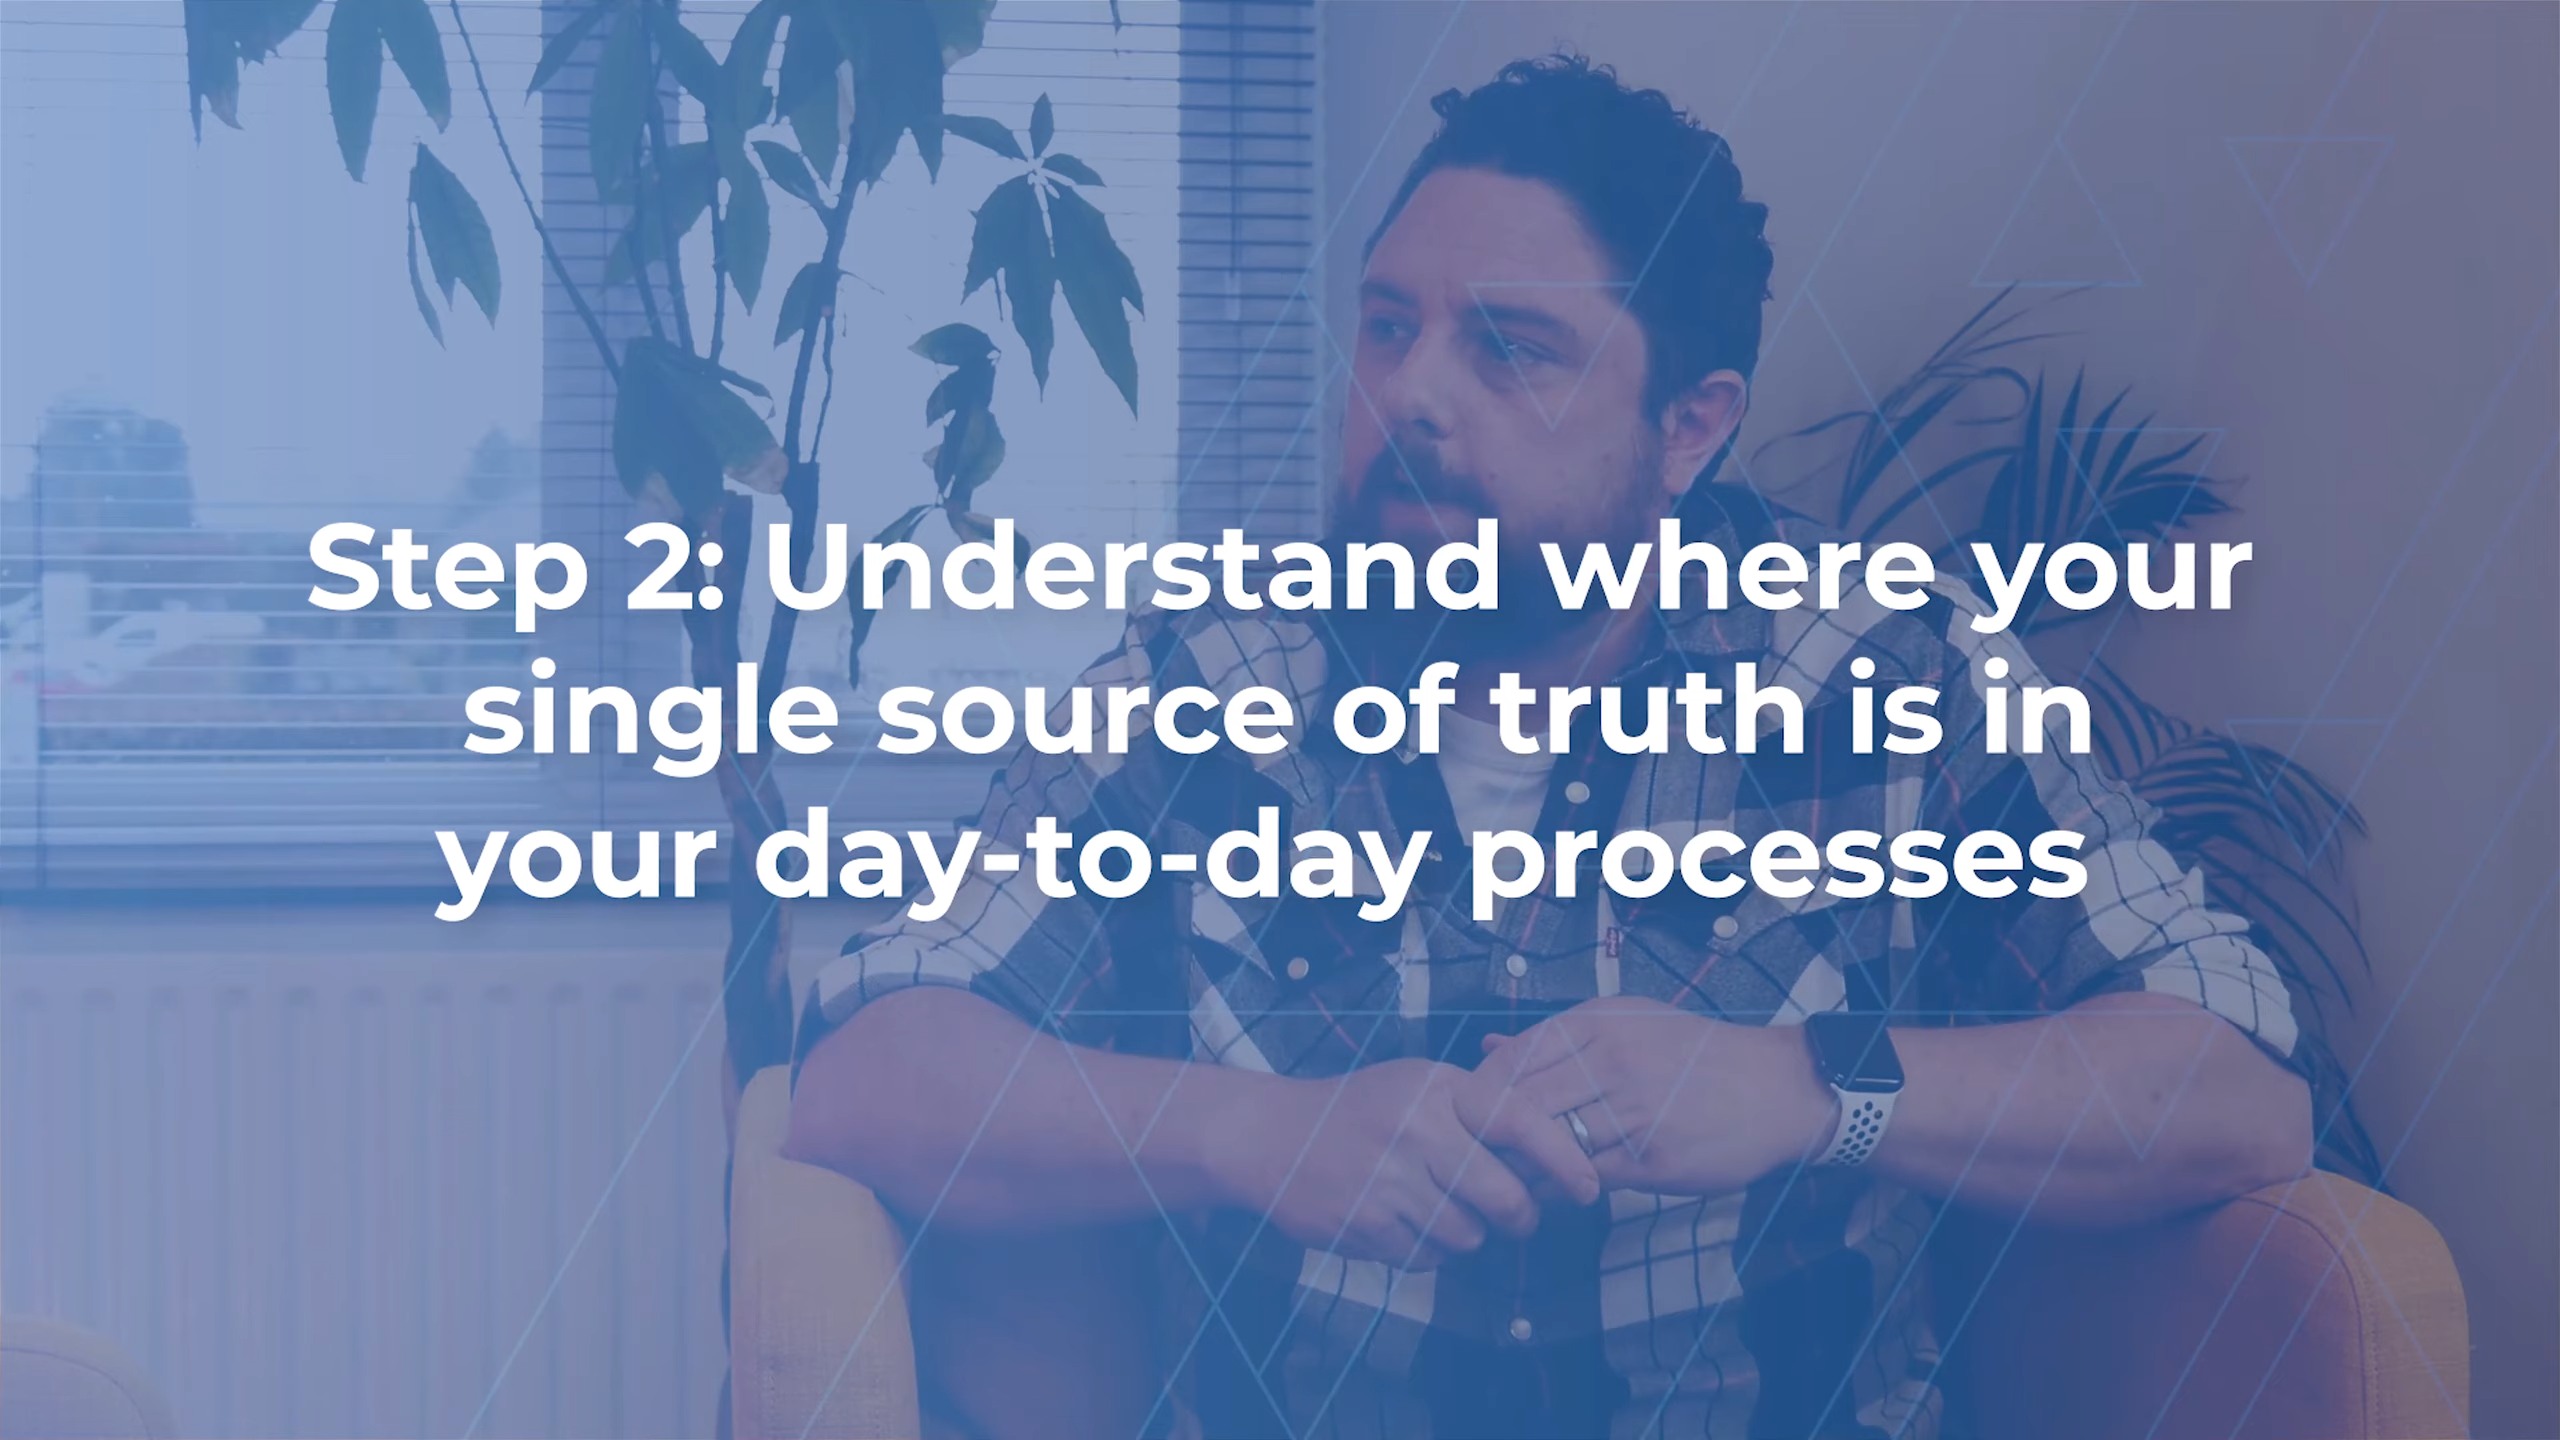 Step 2: Understand where your
single source of truth is in
your day-to-day processes